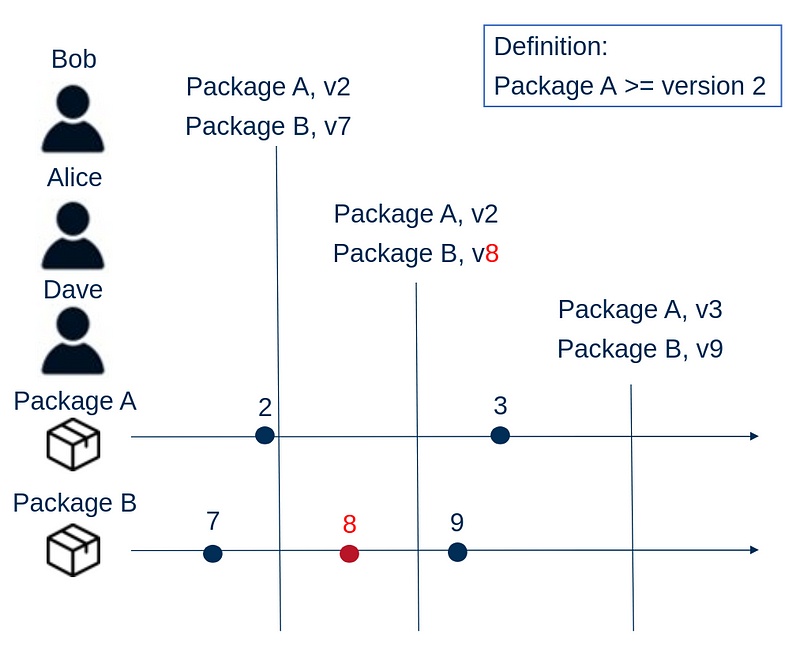 Bob
Definition:
Package A >= version 2
Package A, v2
Package B, v7
Alice
Package A, v2
Package B, v8
Dave
Package A, v3
Package B, v9
Package A
2
3
Package B
7
8
9